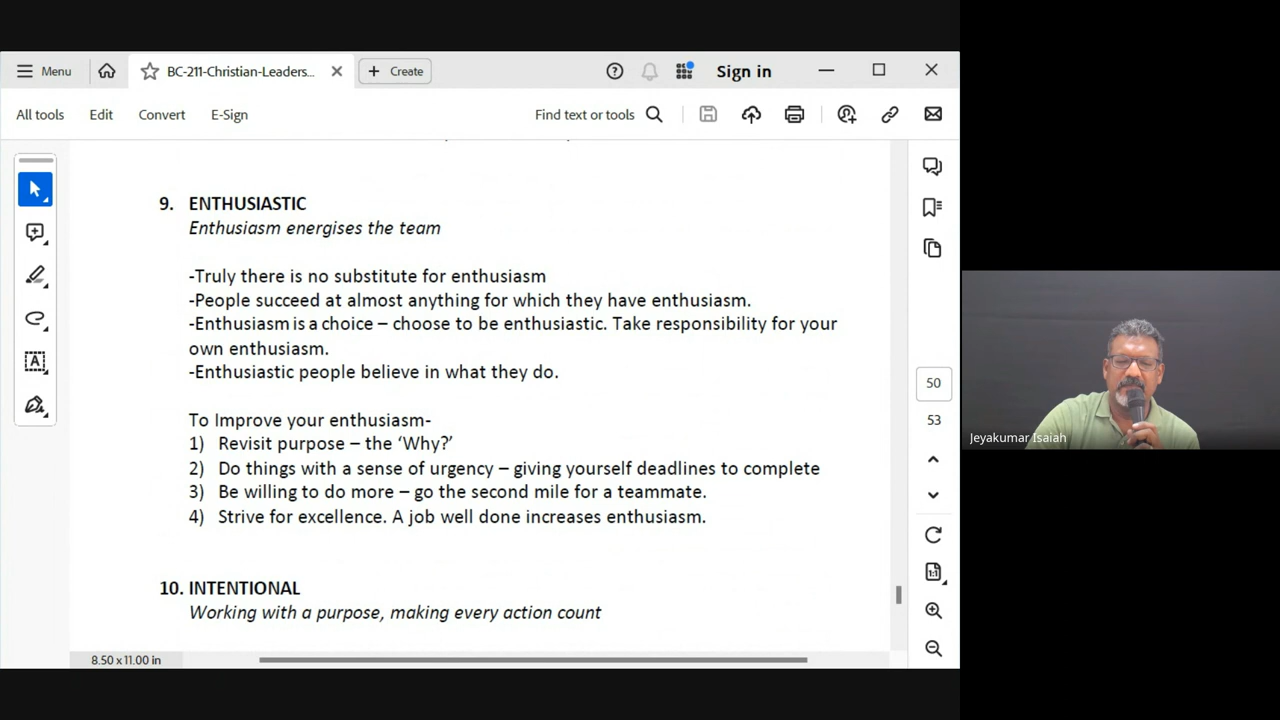 Menu
BC-211-Christian-Leaders...
Create
Sign in
All tools
Edit
Convert
E-Sign
Find text or tools
9. ENTHUSIASTIC
Enthusiasm energises the team
-Truly there is no substitute for enthusiasm
-People succeed at almost anything for which they have enthusiasm.
-Enthusiasm is a choice – choose to be enthusiastic. Take responsibility for your
own enthusiasm.
-Enthusiastic people believe in what they do.
To Improve your enthusiasm-
1) Revisit purpose – the ‘Why?’
2) Do things with a sense of urgency – giving yourself deadlines to complete
3) Be willing to do more – go the second mile for a teammate.
4) Strive for excellence. A job well done increases enthusiasm.
10. INTENTIONAL
Working with a purpose, making every action count
50
53
8.50 x 11.00 in
Jeyakumar Isaiah